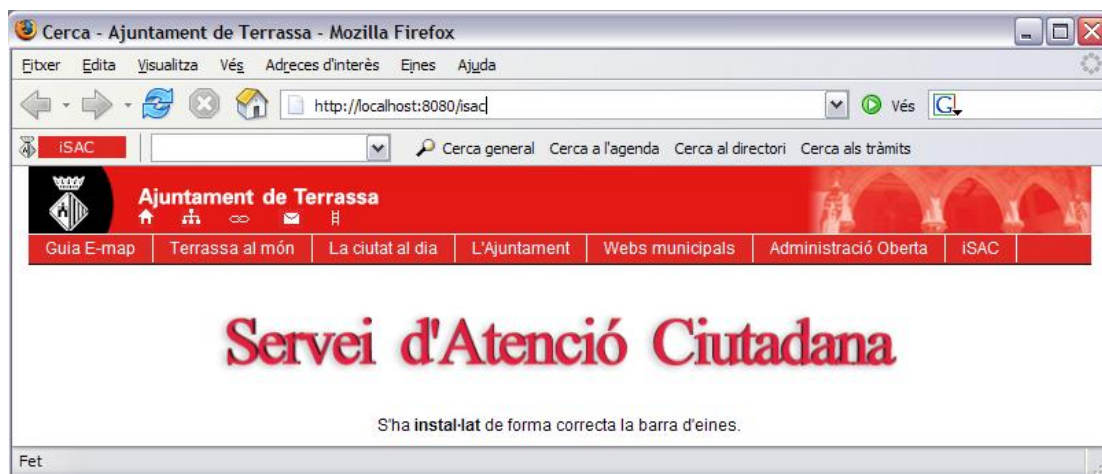 Cerca - Ajuntament de Terrassa - Mozilla Firefox
Fitxer Edita Visualitza Vés Adreces d'interès Eines Ajuda
http://localhost:8080/isac Vés G
iSAC Cerca general Cerca a l'agenda Cerca al directori Cerca als tràmits
Ajuntament de Terrassa
Guia E-map Terrassa al món La ciutat al dia L'Ajuntament Webs municipals Administració Oberta iSAC
Servei d'Atenció Ciutadana
S'ha instal·lat de forma correcta la barra d'eines.
Fet